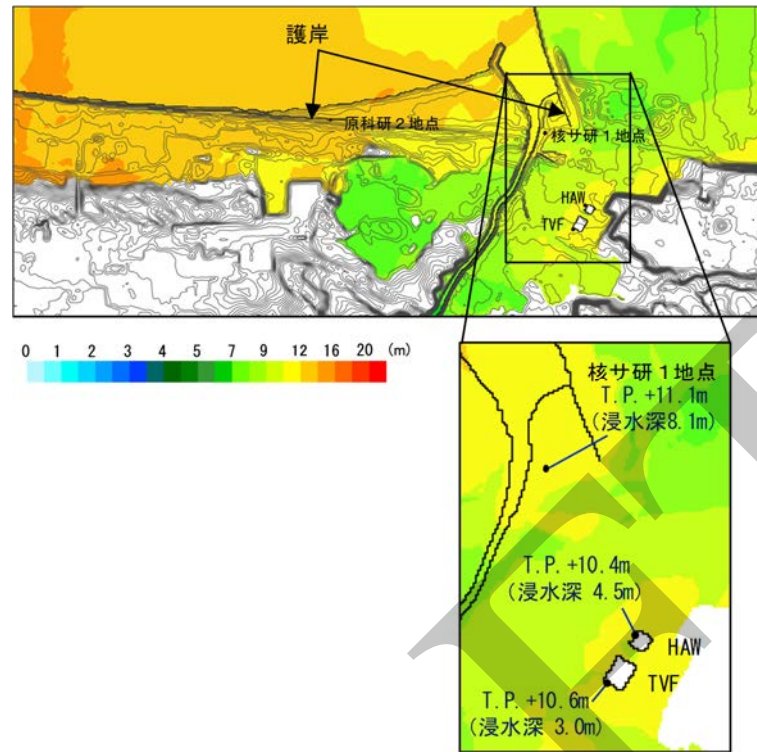 護岸
原科研2地点
核サ研1地点
HAW
TVF
0 1 2 3 4 5 7 9 12 16 20 (m)
核サ研1地点
T.P.+11.1m
(浸水深8.1m)
T.P.+10.4m
(浸水深 4.5m)
HAW
TVF
T.P.+10.6m
(浸水深 3.0m)